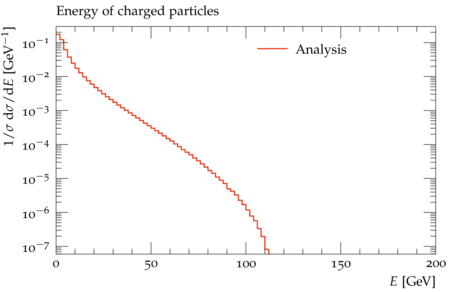 Energy of charged particles
1/σ dσ/dE [GeV⁻¹]
Analysis
10⁻¹
10⁻²
10⁻³
10⁻⁴
10⁻⁵
10⁻⁶
10⁻⁷
0 50 100 150 200
E [GeV]